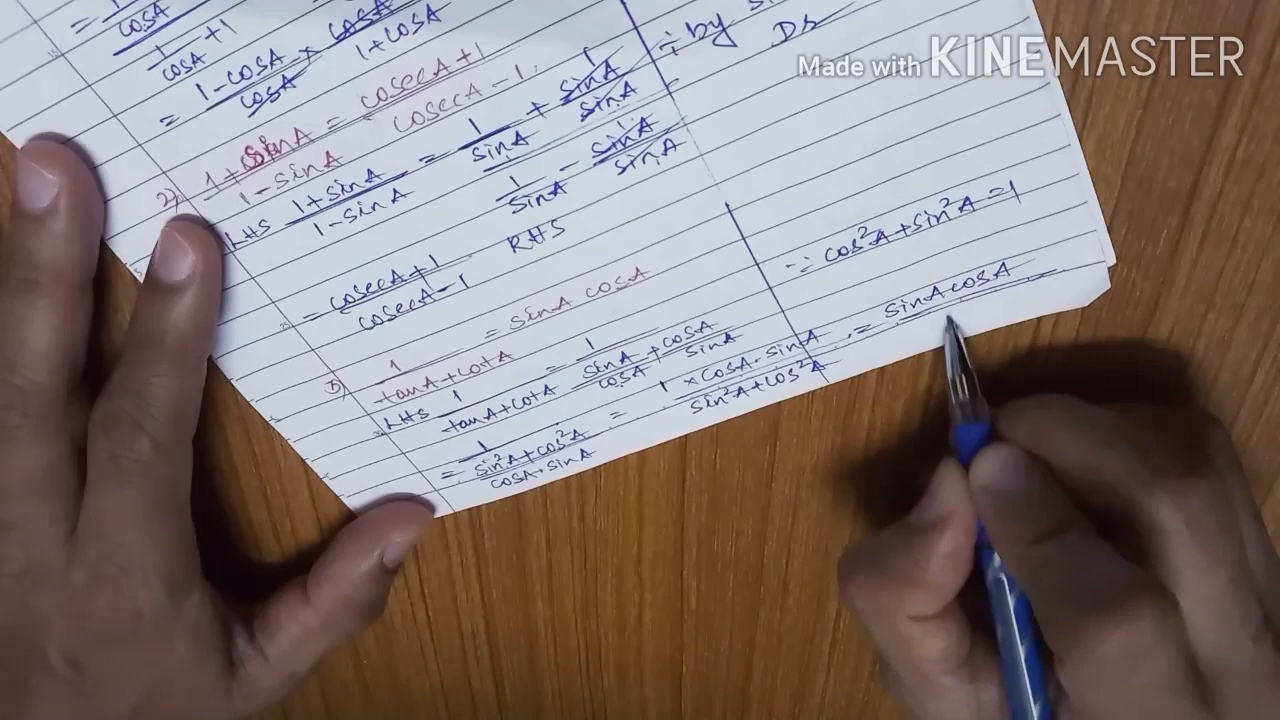 Made with KINEMASTER
= cosA
1/cosA + 1
= 1-cosA/cosA × cosA/1+cosA
2) 1+sinA/1-sinA = cosecA+1/cosecA-1.
LHS 1+sinA/1-sinA = 1/sinA + sinA/sinA / 1/sinA - sinA/sinA
÷ by
Dr
= cosecA+1/cosecA-1 RHS
3) 1/tanA+cotA = sinA cosA
LHS 1/tanA+cotA = 1/sinA/cosA + cosA/sinA
∵ cos²A+sin²A=1
= 1/sin²A+cos²A/cosA·sinA = 1×cosA·sinA/sin²A+cos²A = sinA cosA